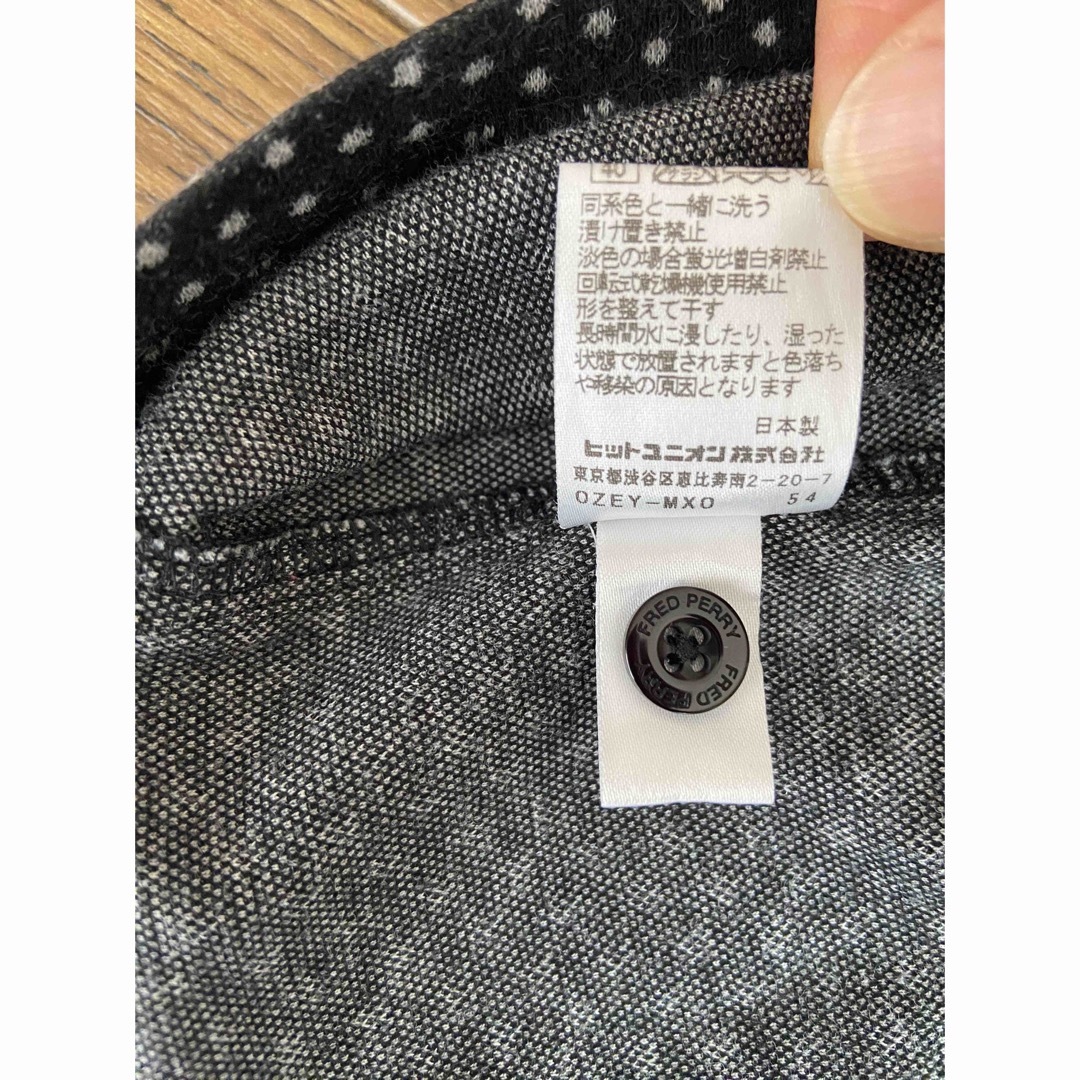 40
同系色と一緒に洗う
漬け置き禁止
淡色の場合蛍光増白剤禁止
回転式乾燥機使用禁止
形を整えて干す
長時間水に浸したり、湿った
状態で放置されますと色落ち
や移染の原因となります
日本製
ヒットユニオン株式会社
東京都渋谷区恵比寿南2-20-7
OZEY-MXO 54
FRED PERRY
FRED PERRY